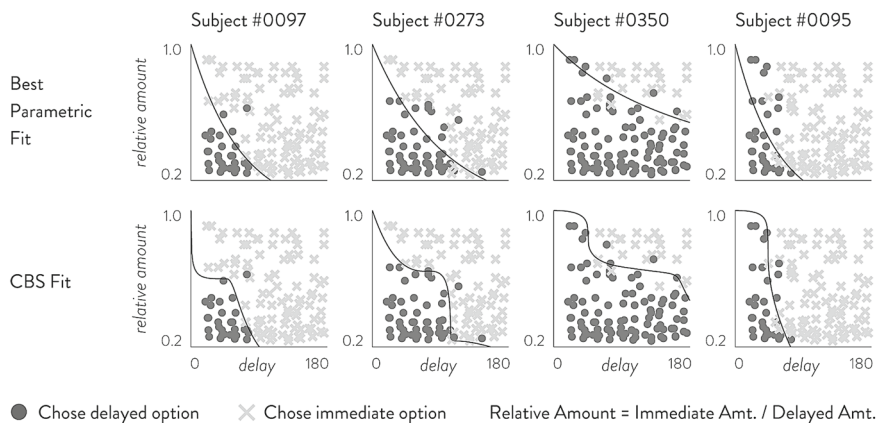 Subject #0097
Subject #0273
Subject #0350
Subject #0095
Best
Parametric
Fit
relative amount
1.0
0.2
1.0
0.2
1.0
0.2
1.0
0.2
CBS Fit
relative amount
1.0
0.2
1.0
0.2
1.0
0.2
1.0
0.2
0 delay 180
0 delay 180
0 delay 180
0 delay 180
Chose delayed option
Chose immediate option
Relative Amount = Immediate Amt. / Delayed Amt.